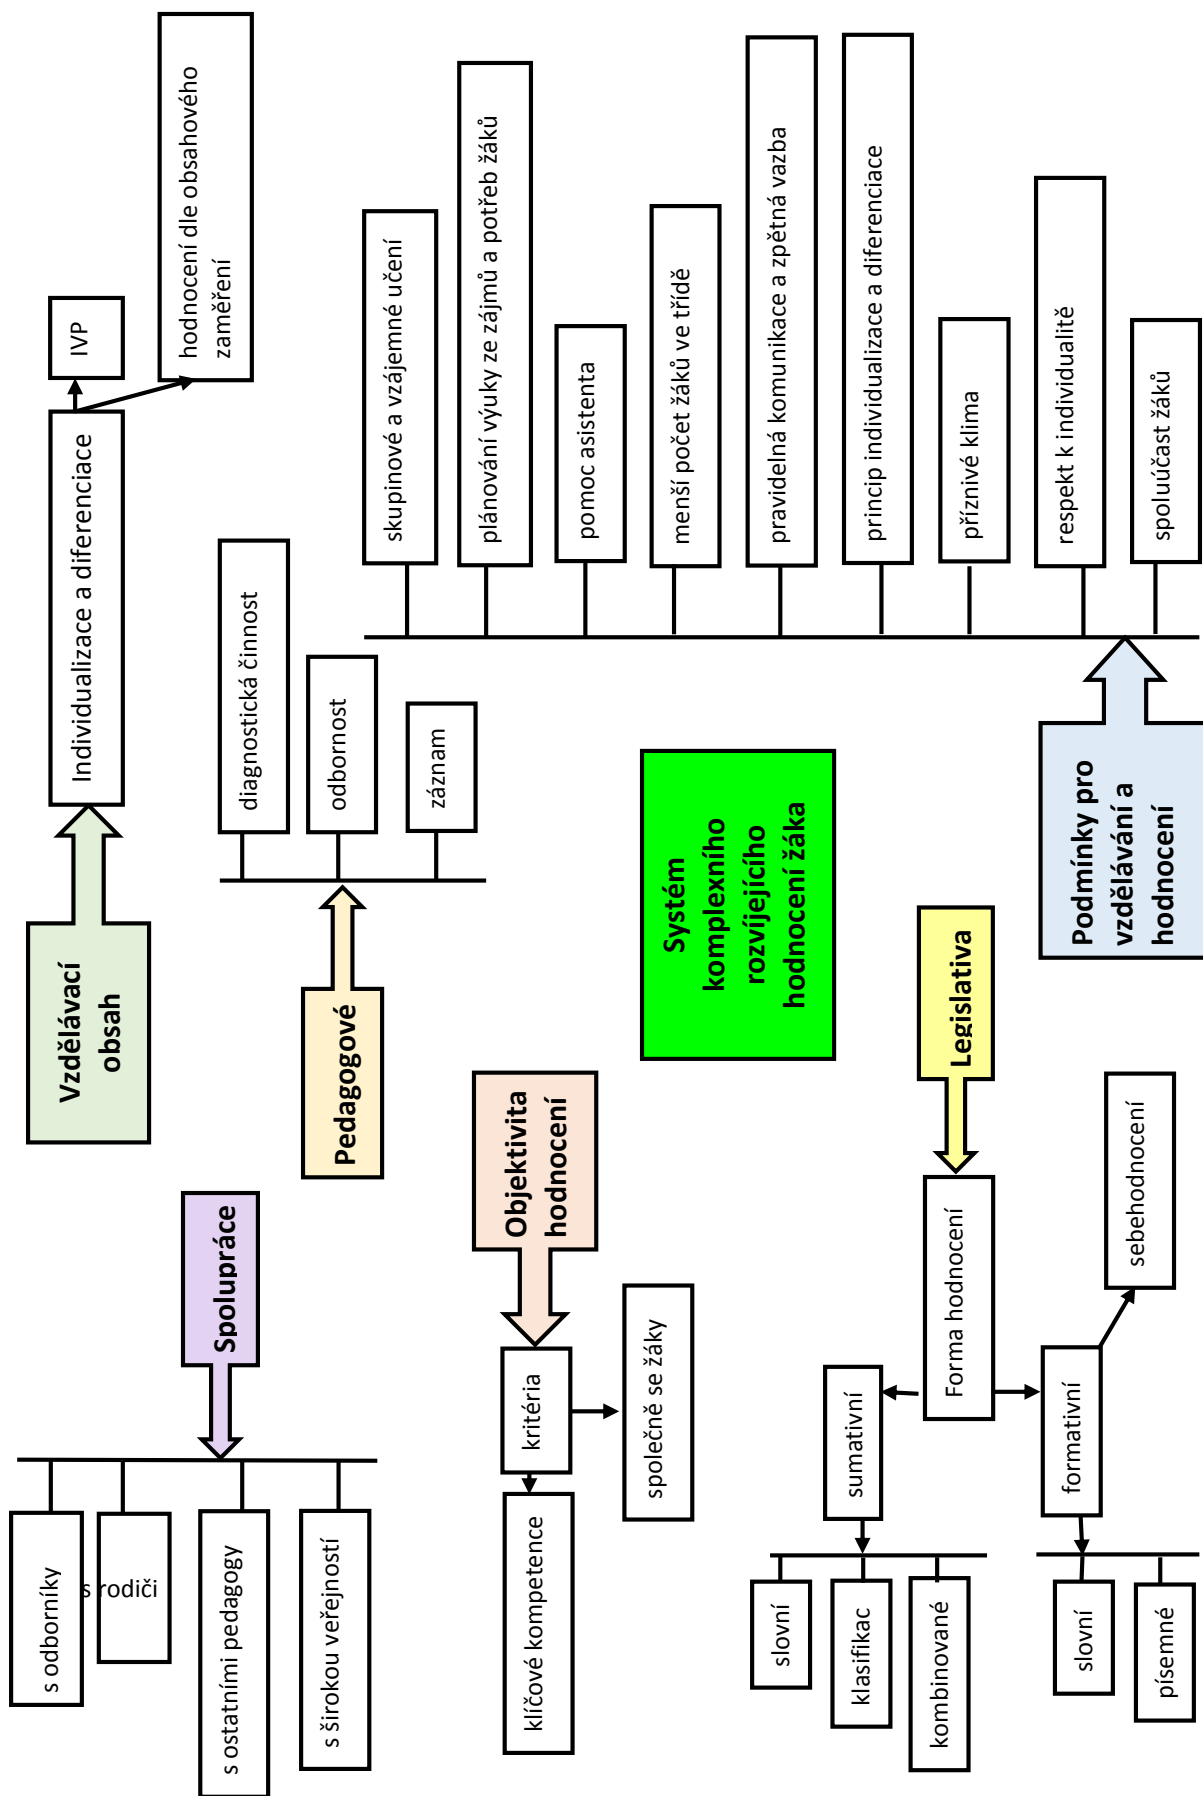 s odborníky
s rodiči
s ostatními pedagogy
s širokou veřejností
Spolupráce
Vzdělávací
obsah
Individualizace a diferenciace
IVP
hodnocení dle obsahového
zaměření
Pedagogové
diagnostická činnost
odbornost
záznam
Objektivita
hodnocení
kritéria
klíčové kompetence
společně se žáky
Systém
komplexního
rozvíjejícího
hodnocení žáka
skupinové a vzájemné učení
plánování výuky ze zájmů a potřeb žáků
pomoc asistenta
menší počet žáků ve třídě
pravidelná komunikace a zpětná vazba
princip individualizace a diferenciace
příznivé klima
respekt k individualitě
spoluúčast žáků
Podmínky pro
vzdělávání a
hodnocení
Legislativa
Forma hodnocení
sumativní
slovní
klasifikac
kombinované
formativní
slovní
písemné
sebehodnocení